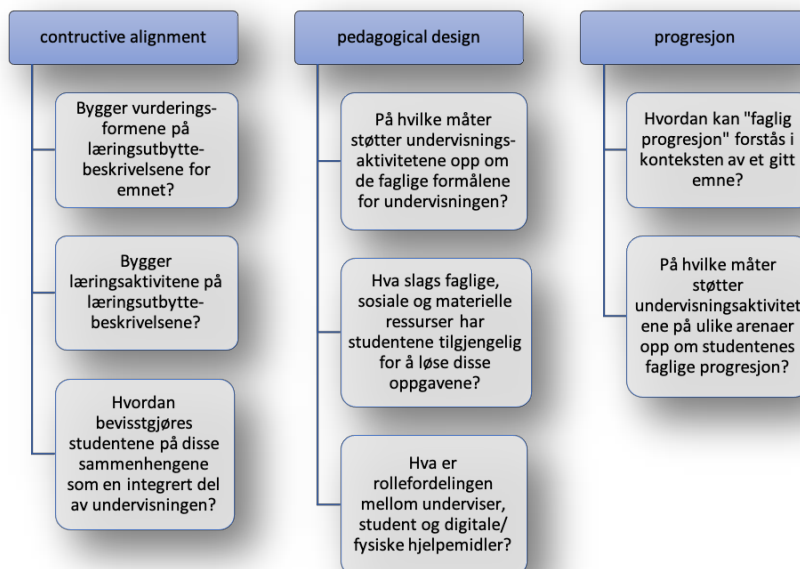 contructive alignment
Bygger vurderings-
formene på
læringsutbytte-
beskrivelsene for
emnet?
Bygger
læringsaktivitene på
læringsutbytte-
beskrivelsene?
Hvordan
bevisstgjøres
studentene på disse
sammenhengene
som en integrert del
av undervisningen?
pedagogical design
På hvilke måter
støtter undervisnings-
aktivitetene opp om
de faglige formålene
for undervisningen?
Hva slags faglige,
sosiale og materielle
ressurser har
studentene tilgjengelig
for å løse disse
oppgavene?
Hva er
rollefordelingen
mellom underviser,
student og digitale/
fysiske hjelpemidler?
progresjon
Hvordan kan "faglig
progresjon" forstås i
konteksten av et gitt
emne?
På hvilke måter
støtter
undervisningsaktivitet
ene på ulike arenaer
opp om studentenes
faglige progresjon?